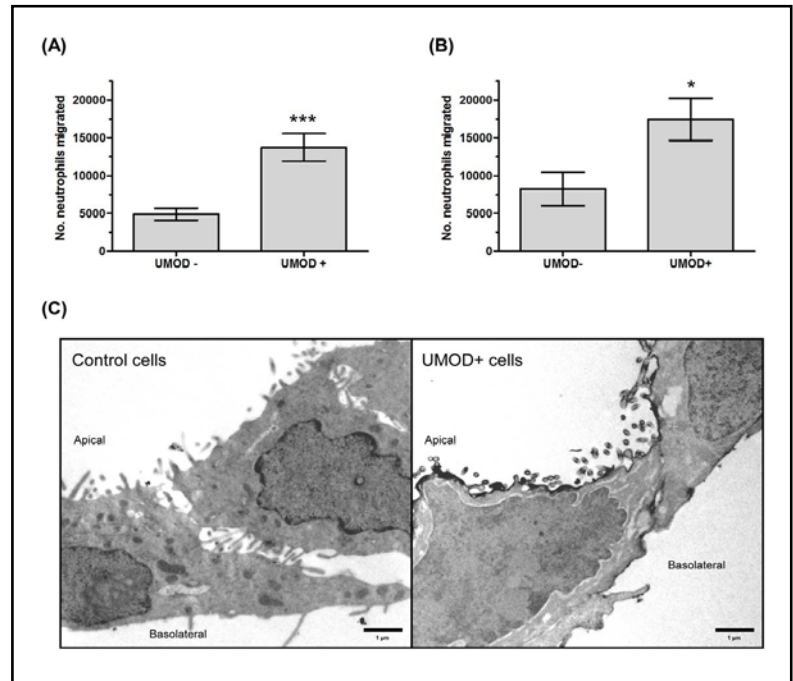 (A)
No. neutrophils migrated
20000
15000
10000
5000
0
***
UMOD -
UMOD +
(B)
No. neutrophils migrated
20000
15000
10000
5000
0
*
UMOD-
UMOD+
(C)
Control cells
Apical
Basolateral
1 µm
UMOD+ cells
Apical
Basolateral
1 µm